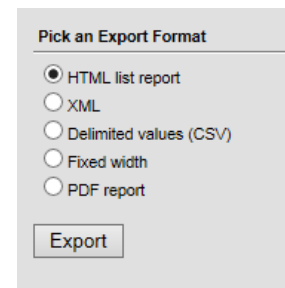 Pick an Export Format
HTML list report
XML
Delimited values (CSV)
Fixed width
PDF report
Export